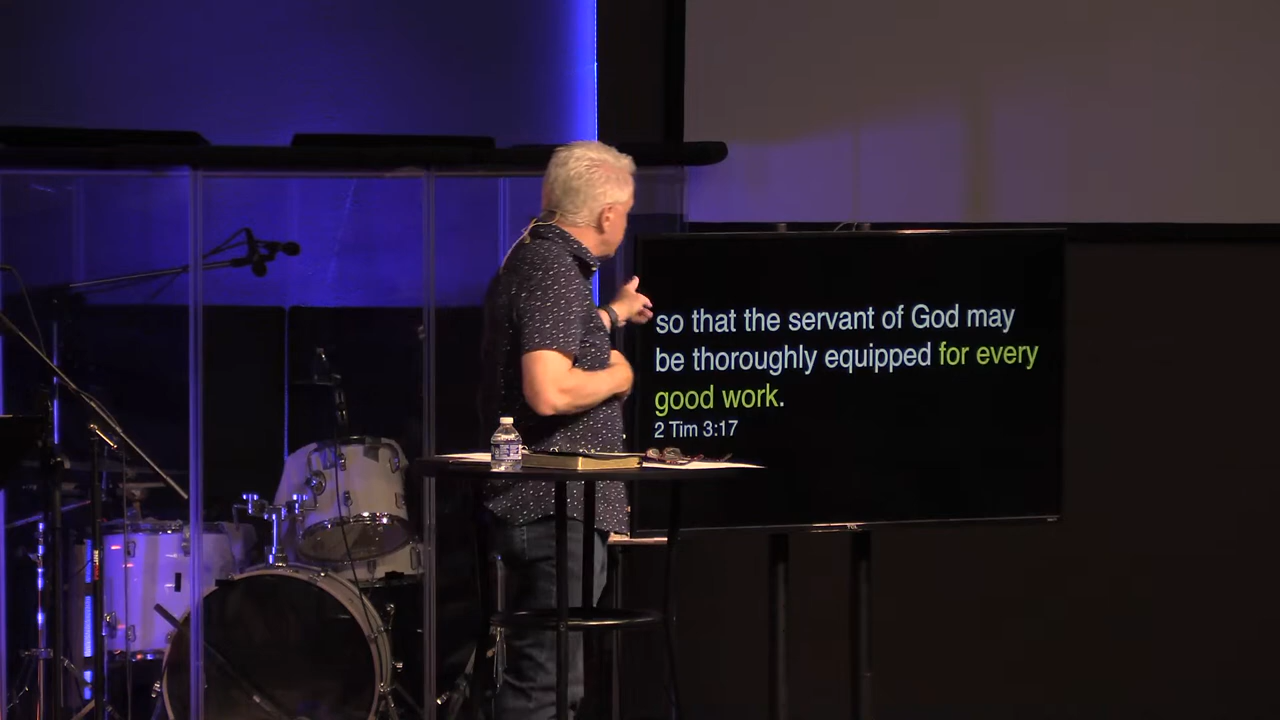 so that the servant of God may
be thoroughly equipped for every
good work.
2 Tim 3:17